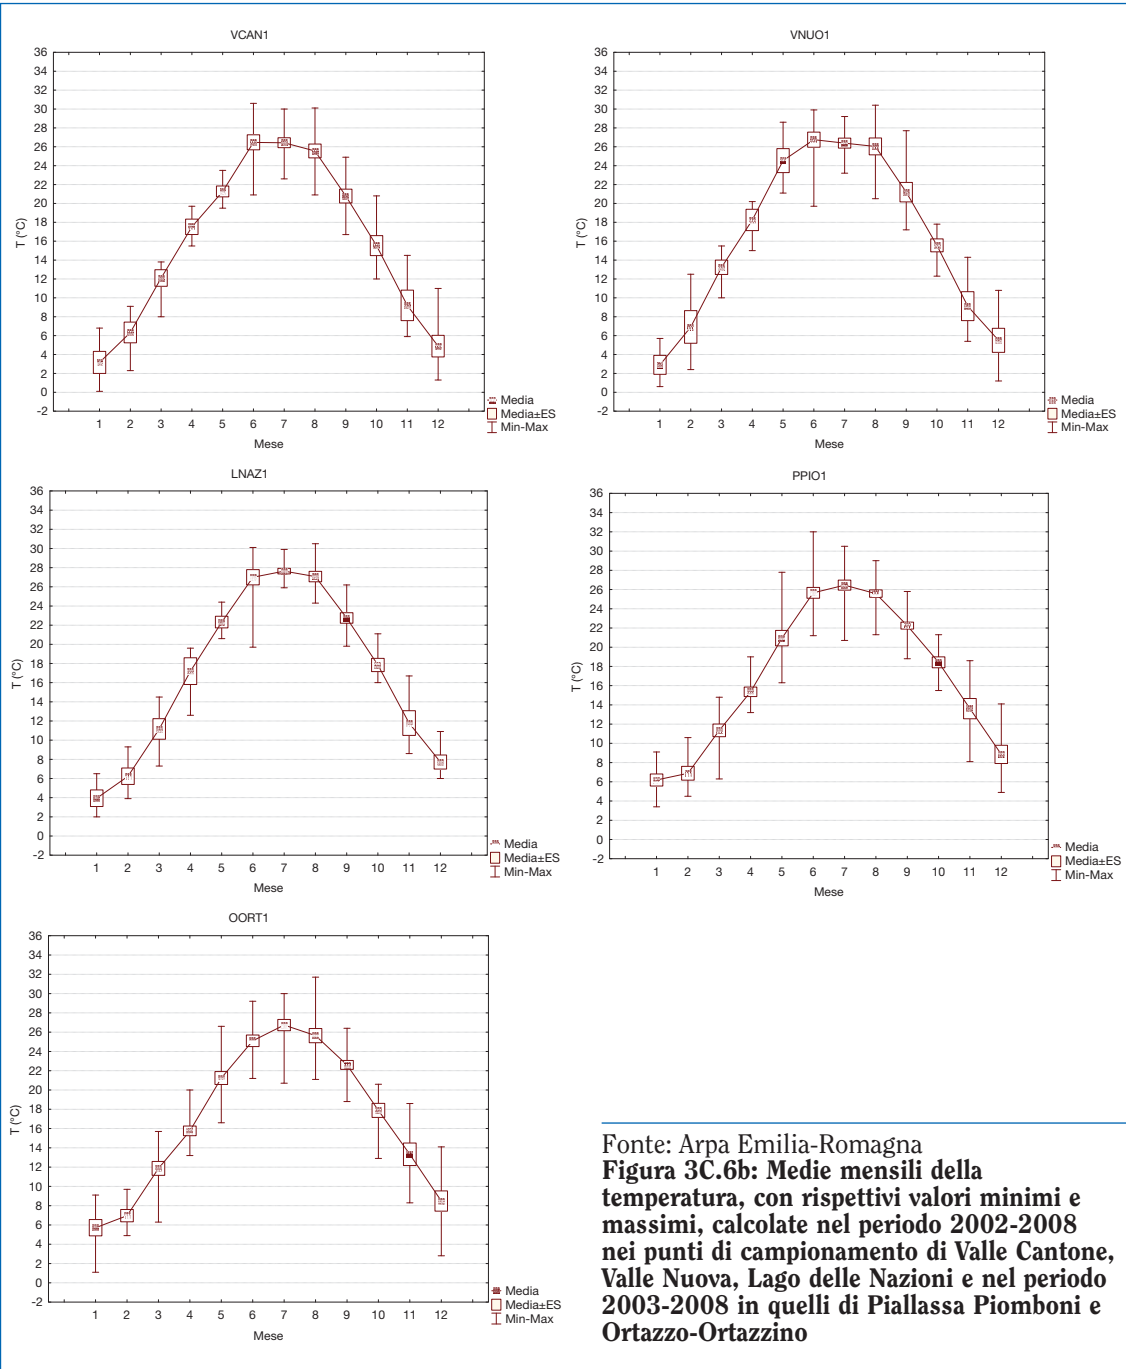 VCAN1
36
34
32
30
28
26
24
22
20
18
16
14
12
10
8
6
4
2
0
-2
T (°C)
1 2 3 4 5 6 7 8 9 10 11 12
Mese
Media
Media±ES
Min-Max
VNUO1
36
34
32
30
28
26
24
22
20
18
16
14
12
10
8
6
4
2
0
-2
T (°C)
1 2 3 4 5 6 7 8 9 10 11 12
Mese
Media
Media±ES
Min-Max
LNAZ1
36
34
32
30
28
26
24
22
20
18
16
14
12
10
8
6
4
2
0
-2
T (°C)
1 2 3 4 5 6 7 8 9 10 11 12
Mese
Media
Media±ES
Min-Max
PPIO1
36
34
32
30
28
26
24
22
20
18
16
14
12
10
8
6
4
2
0
-2
T (°C)
1 2 3 4 5 6 7 8 9 10 11 12
Mese
Media
Media±ES
Min-Max
OORT1
36
34
32
30
28
26
24
22
20
18
16
14
12
10
8
6
4
2
0
-2
T (°C)
1 2 3 4 5 6 7 8 9 10 11 12
Mese
Media
Media±ES
Min-Max
Fonte: Arpa Emilia-Romagna
Figura 3C.6b: Medie mensili della
temperatura, con rispettivi valori minimi e
massimi, calcolate nel periodo 2002-2008
nei punti di campionamento di Valle Cantone,
Valle Nuova, Lago delle Nazioni e nel periodo
2003-2008 in quelli di Piallassa Piomboni e
Ortazzo-Ortazzino